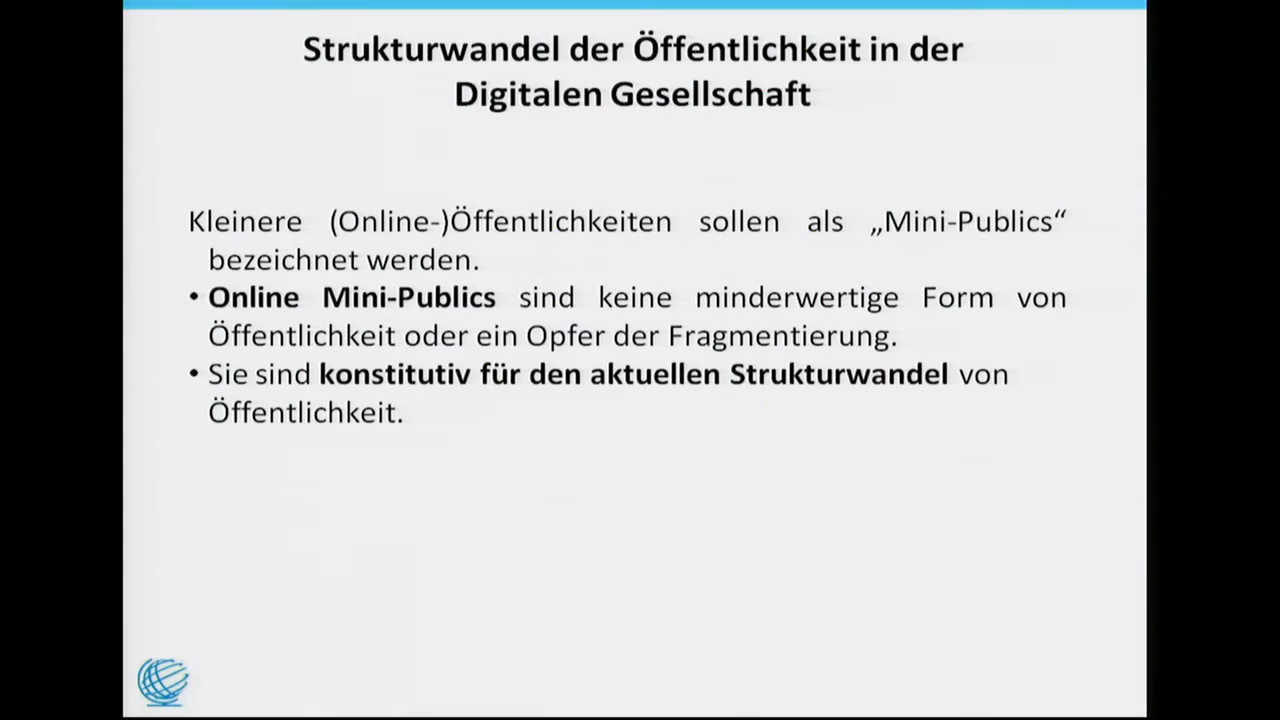 Strukturwandel der Öffentlichkeit in der
Digitalen Gesellschaft
Kleinere (Online-)Öffentlichkeiten sollen als „Mini-Publics“
bezeichnet werden.
• Online Mini-Publics sind keine minderwertige Form von
Öffentlichkeit oder ein Opfer der Fragmentierung.
• Sie sind konstitutiv für den aktuellen Strukturwandel von
Öffentlichkeit.